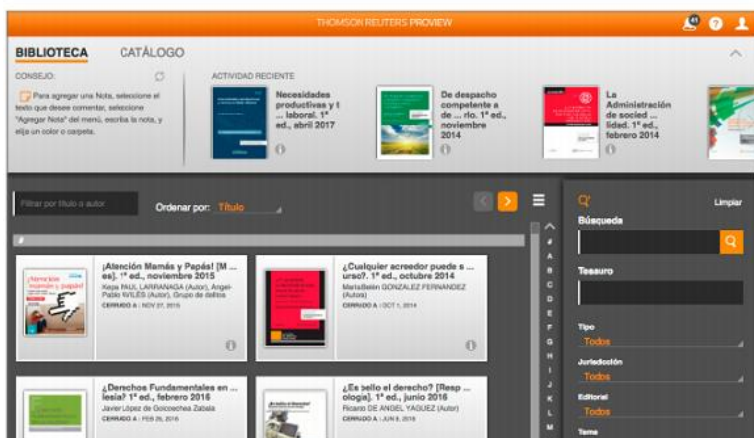 THOMSON REUTERS PROVIEW
41
?
BIBLIOTECA
CATÁLOGO
CONSEJO:
Para agregar una Nota, seleccione el
texto que desee comentar, seleccione
"Agregar Nota" del menú, escriba la nota, y
elija un color o carpeta.
ACTIVIDAD RECIENTE
Necesidades
productivas y t
... laboral. 1ª
ed., abril 2017
De despacho
competente a
de ... rio. 1ª ed.,
noviembre
2014
La
Administración
de socied ...
lidad. 1ª ed.,
febrero 2014
Filtrar por título o autor
Ordenar por: Título
#
¡Atención Mamás y Papás! [M ...
es]. 1ª ed., noviembre 2015
Kepa PAUL LARRANAGA (Autor), Angel-
Pablo AVILÉS (Autor), Grupo de delitos
CERRADO A : NOV 27, 2015
¿Cualquier acreedor puede s ...
urso?. 1ª ed., octubre 2014
MariaBelén GONZALEZ FERNANDEZ
(Autora)
CERRADO A : OCT 1, 2014
¿Derechos Fundamentales en ...
lesia? 1ª ed., febrero 2016
Javier López de Goicoechea Zabala
CERRADO A : FEB 26, 2016
¿Es bello el derecho? [Resp ...
ología]. 1ª ed., junio 2016
Ricardo DE ANGEL YAGÜEZ (Autor)
CERRADO A : JUN 8, 2016
#
A
B
C
D
E
F
G
H
I
J
K
L
M
Limpiar
Búsqueda
Tesauro
Tipo
Todos
Jurisdicción
Todos
Editorial
Todos
Tema